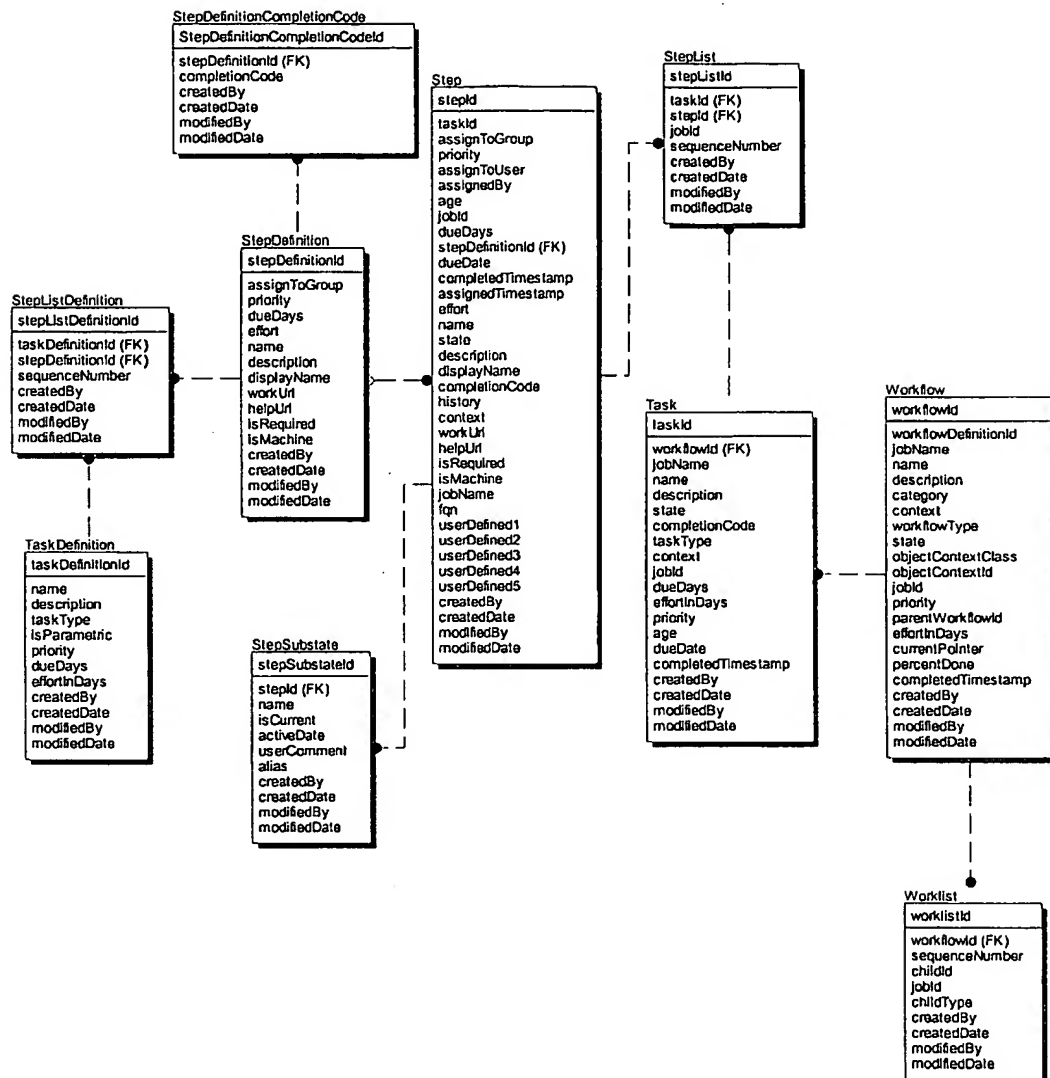 StepDefinitionCompletionCode
StepDefinitionCompletionCodeId
stepDefinitionId (FK)
completionCode
createdBy
createdDate
modifiedBy
modifiedDate
StepDefinition
stepDefinitionId
assignToGroup
priority
dueDays
effort
name
description
displayName
workUrl
helpUrl
isRequired
isMachine
createdBy
createdDate
modifiedBy
modifiedDate
StepListDefinition
stepListDefinitionId
taskDefinitionId (FK)
stepDefinitionId (FK)
sequenceNumber
createdBy
createdDate
modifiedBy
modifiedDate
TaskDefinition
taskDefinitionId
name
description
taskType
isParametric
priority
dueDays
effortInDays
createdBy
createdDate
modifiedBy
modifiedDate
Step
stepId
taskId
assignToGroup
priority
assignToUser
assignedBy
age
jobId
dueDays
stepDefinitionId (FK)
dueDate
completedTimestamp
assignedTimestamp
effort
name
state
description
displayName
completionCode
history
context
workUrl
helpUrl
isRequired
isMachine
jobName
fqn
userDefined1
userDefined2
userDefined3
userDefined4
userDefined5
createdBy
createdDate
modifiedBy
modifiedDate
StepSubstate
stepSubstateId
stepId (FK)
name
isCurrent
activeDate
userComment
alias
createdBy
createdDate
modifiedBy
modifiedDate
StepList
stepListId
taskId (FK)
stepId (FK)
jobId
sequenceNumber
createdBy
createdDate
modifiedBy
modifiedDate
Task
taskId
workflowId (FK)
jobName
name
description
state
completionCode
taskType
context
jobId
dueDays
effortInDays
priority
age
dueDate
completedTimestamp
createdBy
createdDate
modifiedBy
modifiedDate
Workflow
workflowId
workflowDefinitionId
jobName
name
description
category
context
workflowType
state
objectContextClass
objectContextId
jobId
priority
parentWorkflowId
effortInDays
currentPointer
percentDone
completedTimestamp
createdBy
createdDate
modifiedBy
modifiedDate
Worklist
worklistId
workflowId (FK)
sequenceNumber
childId
jobId
childType
createdBy
createdDate
modifiedBy
modifiedDate